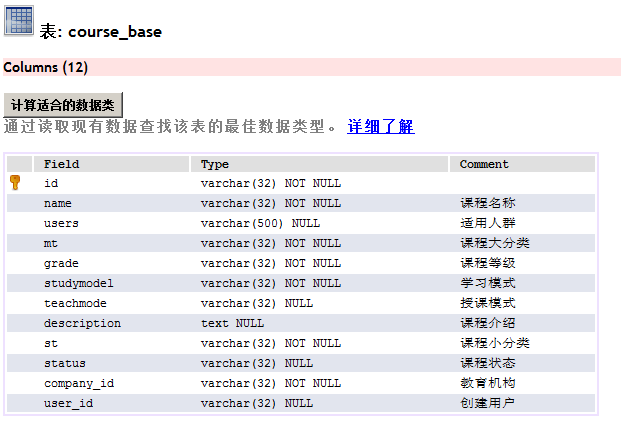 表: course_base
Columns (12)
计算适合的数据类
通过读取现有数据查找该表的最佳数据类型。 详细了解
Field Type Comment
id varchar(32) NOT NULL
name varchar(32) NOT NULL 课程名称
users varchar(500) NULL 适用人群
mt varchar(32) NOT NULL 课程大分类
grade varchar(32) NOT NULL 课程等级
studymodel varchar(32) NOT NULL 学习模式
teachmode varchar(32) NULL 授课模式
description text NULL 课程介绍
st varchar(32) NOT NULL 课程小分类
status varchar(32) NULL 课程状态
company_id varchar(32) NOT NULL 教育机构
user_id varchar(32) NULL 创建用户